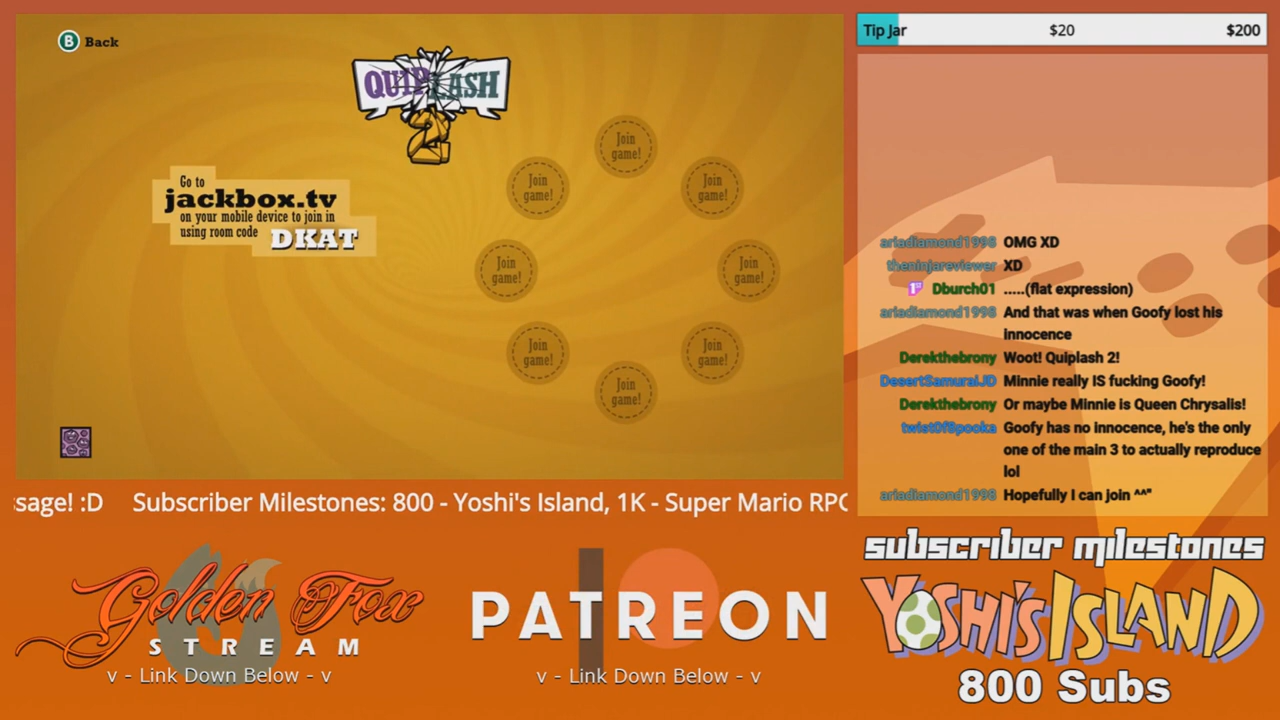 B Back
QUIPLASH
2
Go to
jackbox.tv
on your mobile device to join in
using room code DKAT
Join
game!
Join
game!
Join
game!
Join
game!
Join
game!
Join
game!
Join
game!
Join
game!
Tip Jar $20 $200
ariadiamond1998 OMG XD
theninjareviewer XD
1st Dburch01 .....(flat expression)
ariadiamond1998 And that was when Goofy lost his
innocence
Derekthebrony Woot! Quiplash 2!
DesertSamuraiJD Minnie really IS fucking Goofy!
Derekthebrony Or maybe Minnie is Queen Chrysalis!
twist0f8pooka Goofy has no innocence, he's the only
one of the main 3 to actually reproduce
lol
ariadiamond1998 Hopefully I can join ^^"
ssage! :D Subscriber Milestones: 800 - Yoshi's Island, 1K - Super Mario RPG
Golden Fox
STREAM
v - Link Down Below - v
PATREON
v - Link Down Below - v
subscriber milestones
YOSHI'S ISLAND
800 Subs